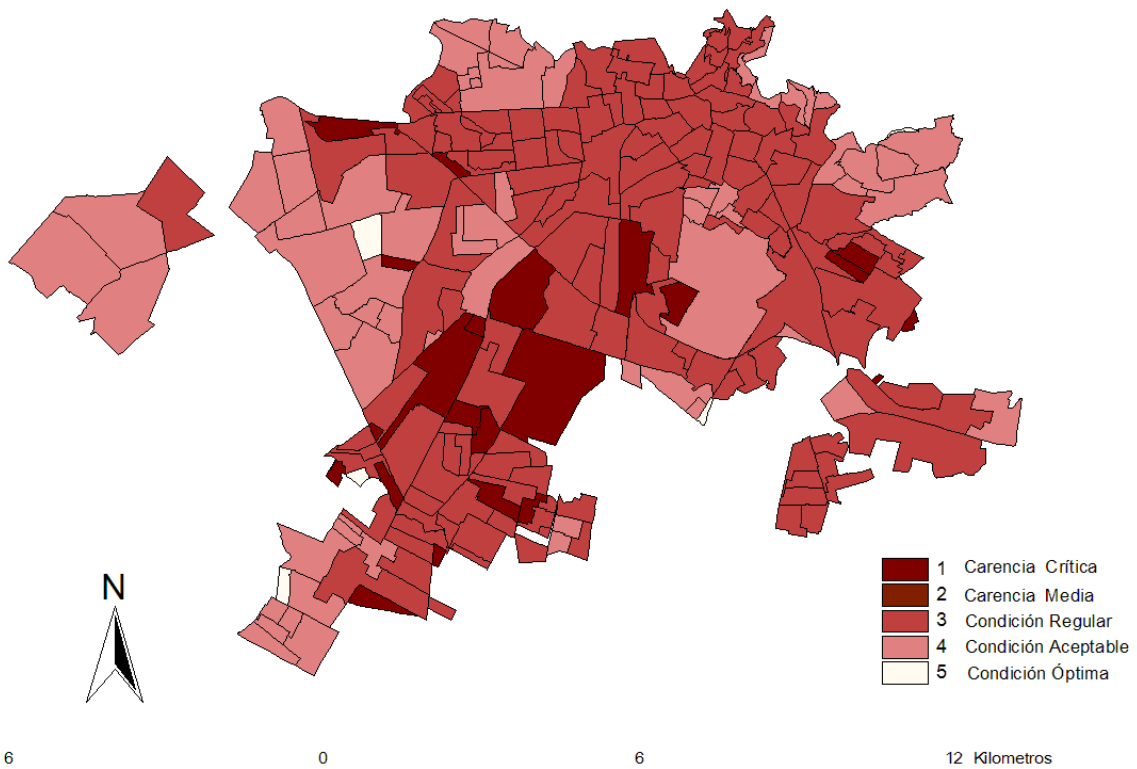 N
1 Carencia Crítica
2 Carencia Media
3 Condición Regular
4 Condición Aceptable
5 Condición Óptima
6 0 6 12 Kilometros